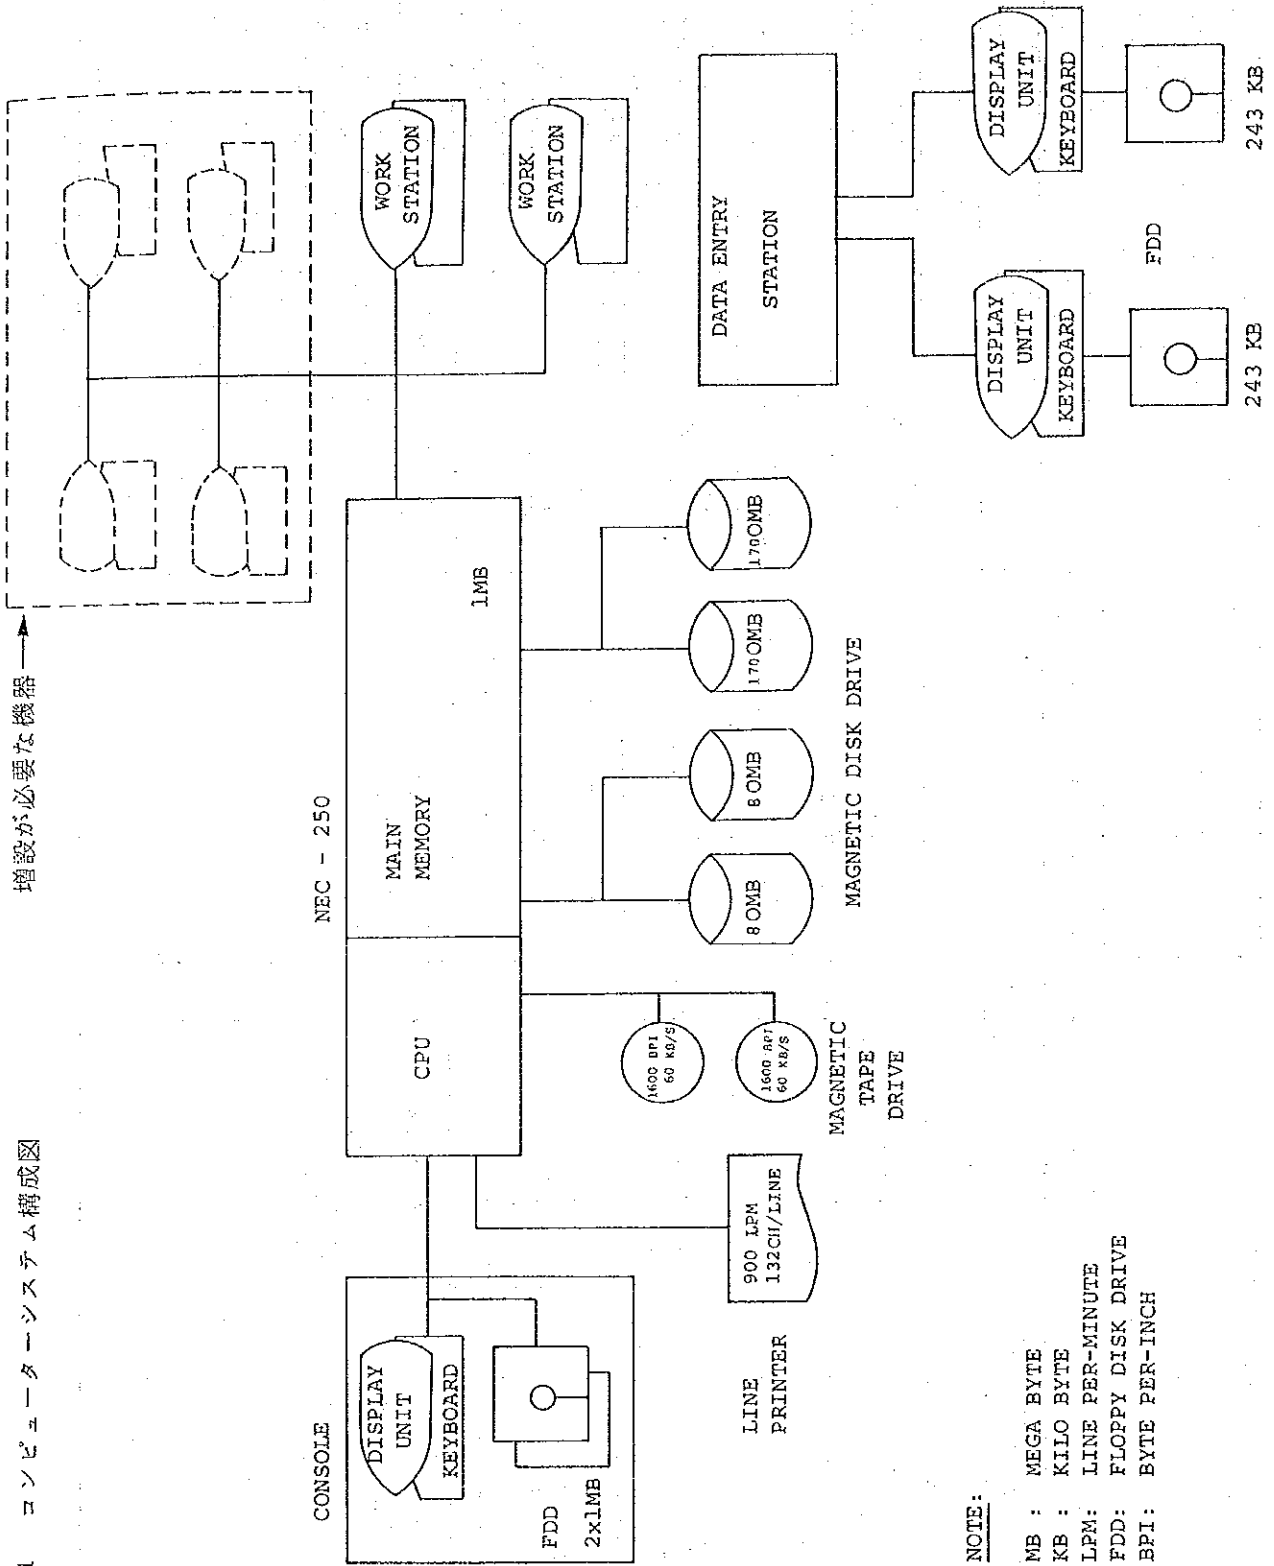 コンピューターシステム構成図
増設が必要な機器
NEC - 250
CONSOLE
DISPLAY
UNIT
KEYBOARD
FDD
2x1MB
CPU
MAIN
MEMORY
1MB
WORK
STATION
WORK
STATION
LINE
PRINTER
900 LPM
132CH/LINE
1600 BPI
60 KB/S
1600 BPI
60 KB/S
MAGNETIC
TAPE
DRIVE
80MB
80MB
1700MB
1700MB
MAGNETIC DISK DRIVE
DATA ENTRY
STATION
DISPLAY
UNIT
KEYBOARD
DISPLAY
UNIT
KEYBOARD
FDD
243 KB
243 KB
NOTE:
MB : MEGA BYTE
KB : KILO BYTE
LPM: LINE PER-MINUTE
FDD: FLOPPY DISK DRIVE
BPI: BYTE PER-INCH